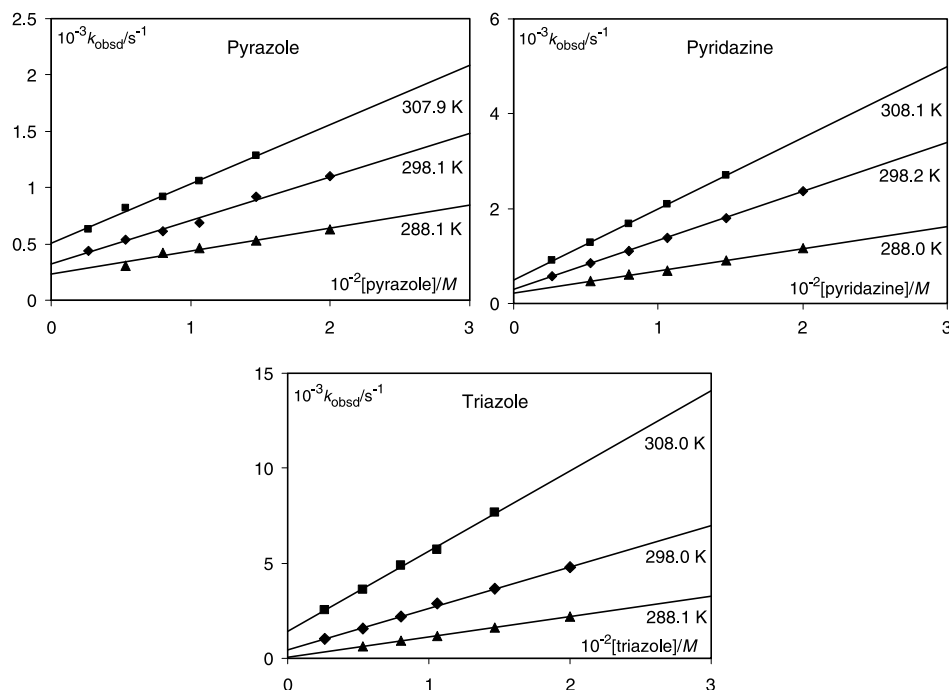 10⁻³k_obsd/s⁻¹
Pyrazole
2.5
2
1.5
1
0.5
0
307.9 K
298.1 K
288.1 K
10⁻²[pyrazole]/M
0 1 2 3
10⁻³k_obsd/s⁻¹
Pyridazine
6
4
2
0
308.1 K
298.2 K
288.0 K
10⁻²[pyridazine]/M
0 1 2 3
10⁻³k_obsd/s⁻¹
Triazole
15
10
5
0
308.0 K
298.0 K
288.1 K
10⁻²[triazole]/M
0 1 2 3